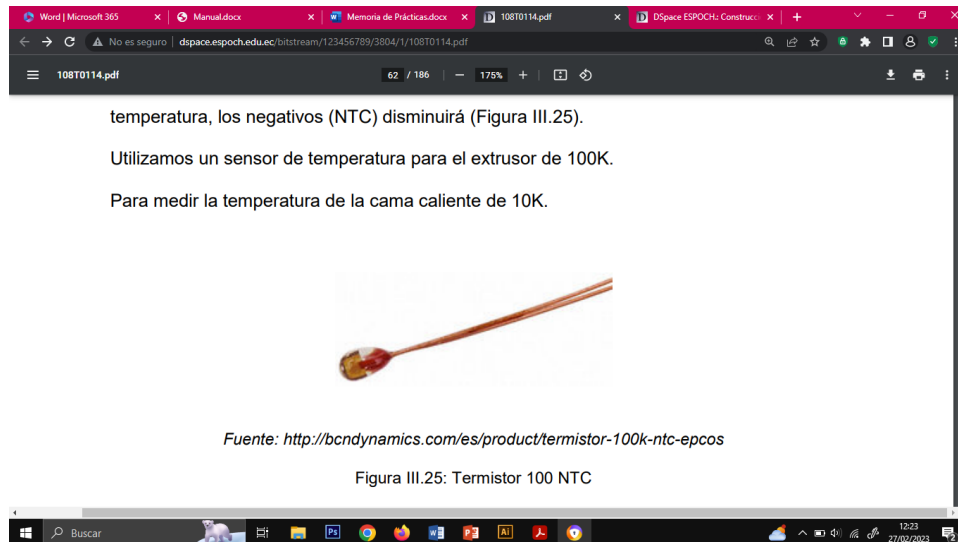 Word | Microsoft 365
Manual.docx
Memoria de Prácticas.docx
108T0114.pdf
DSpace ESPOCH.: Construcci
No es seguro | dspace.espoch.edu.ec/bitstream/123456789/3804/1/108T0114.pdf
108T0114.pdf
62 / 186
175%
temperatura, los negativos (NTC) disminuirá (Figura III.25).
Utilizamos un sensor de temperatura para el extrusor de 100K.
Para medir la temperatura de la cama caliente de 10K.
Fuente: http://bcndynamics.com/es/product/termistor-100k-ntc-epcos
Figura III.25: Termistor 100 NTC
Buscar
12:23
27/02/2023